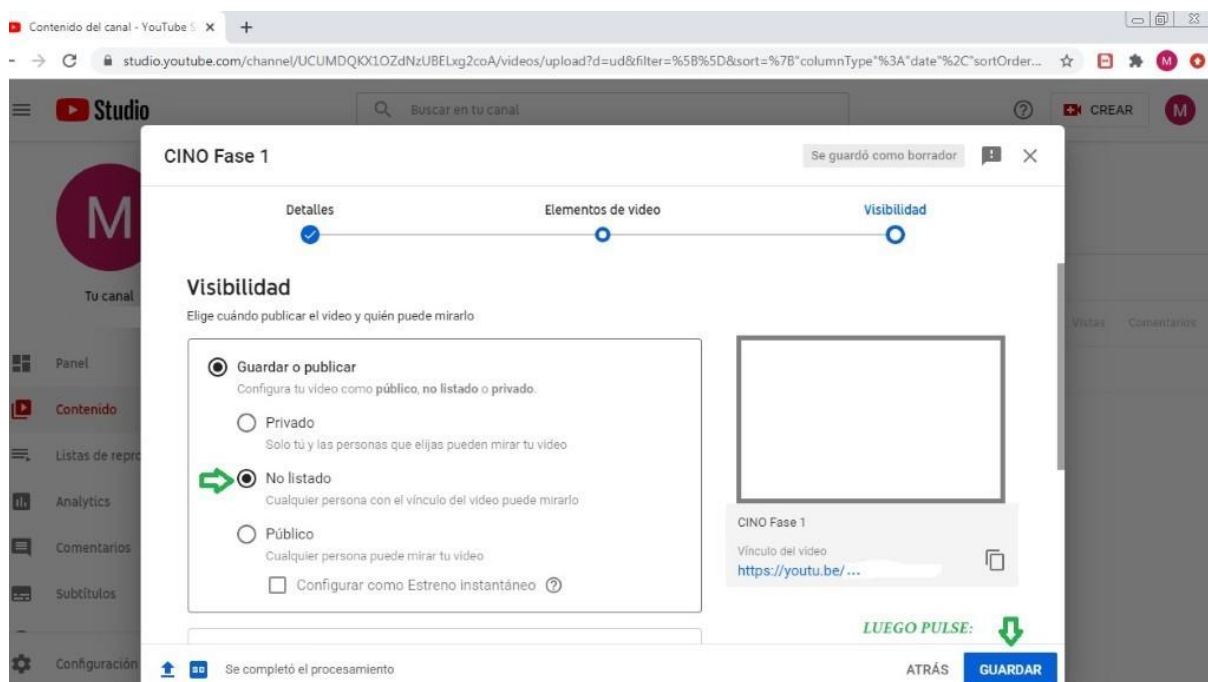 Contenido del canal - YouTube S
studio.youtube.com/channel/UCUMDQKX1OZdNzUBELxg2coA/videos/upload?d=ud&filter=%5B%5D&sort=%7B"columnType"%3A"date"%2C"sortOrder...
M
Studio
Buscar en tu canal
CREAR
M
CINO Fase 1
Se guardó como borrador
M
Detalles
Elementos de video
Visibilidad
Tu canal
Visibilidad
Elige cuándo publicar el video y quién puede mirarlo
Vistas Comentarios
Panel
Contenido
Listas de repro
Analytics
Comentarios
Subtítulos
Configuración
Guardar o publicar
Configura tu video como público, no listado o privado.
Privado
Solo tú y las personas que elijas pueden mirar tu video
No listado
Cualquier persona con el vínculo del video puede mirarlo
Público
Cualquier persona puede mirar tu video
Configurar como Estreno instantáneo
CINO Fase 1
Vínculo del video
https://youtu.be/...
LUEGO PULSE:
SD
Se completó el procesamiento
ATRÁS
GUARDAR